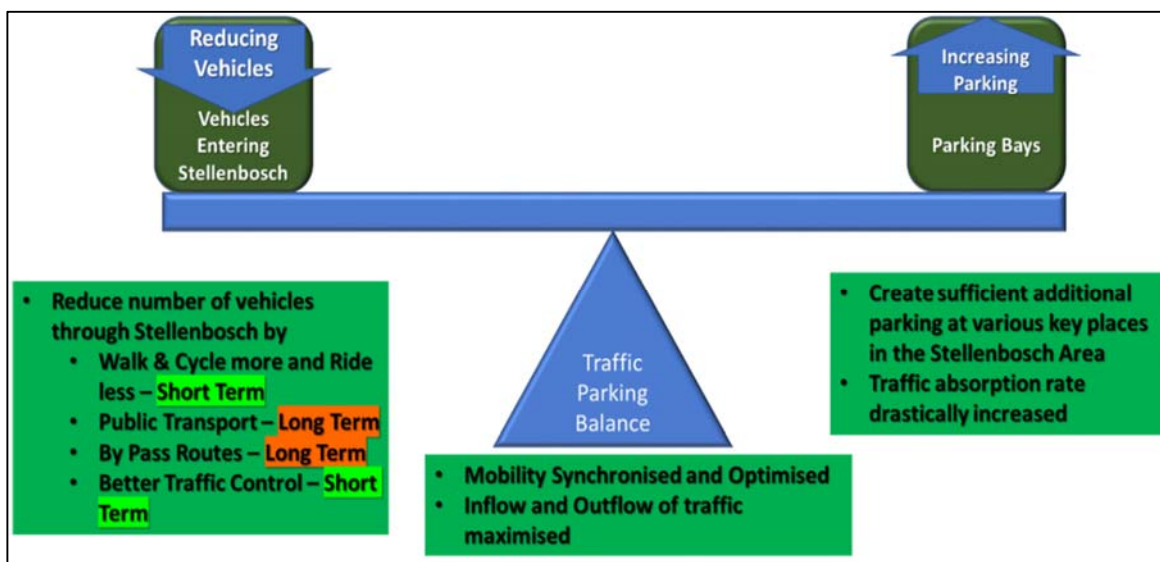 Reducing
Vehicles
Vehicles
Entering
Stellenbosch
Increasing
Parking
Parking Bays
• Reduce number of vehicles
through Stellenbosch by
• Walk & Cycle more and Ride
less – Short Term
• Public Transport – Long Term
• By Pass Routes – Long Term
• Better Traffic Control – Short
Term
Traffic
Parking
Balance
• Mobility Synchronised and Optimised
• Inflow and Outflow of traffic
maximised
• Create sufficient additional
parking at various key places
in the Stellenbosch Area
• Traffic absorption rate
drastically increased